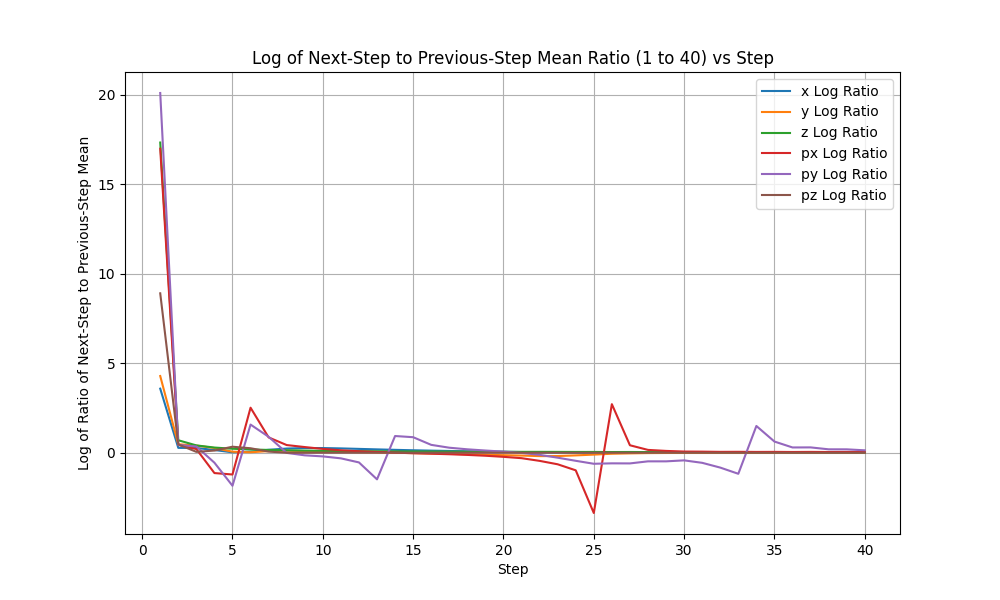 Log of Next-Step to Previous-Step Mean Ratio (1 to 40) vs Step
Log of Ratio of Next-Step to Previous-Step Mean
20
15
10
5
0
x Log Ratio
y Log Ratio
z Log Ratio
px Log Ratio
py Log Ratio
pz Log Ratio
0 5 10 15 20 25 30 35 40
Step